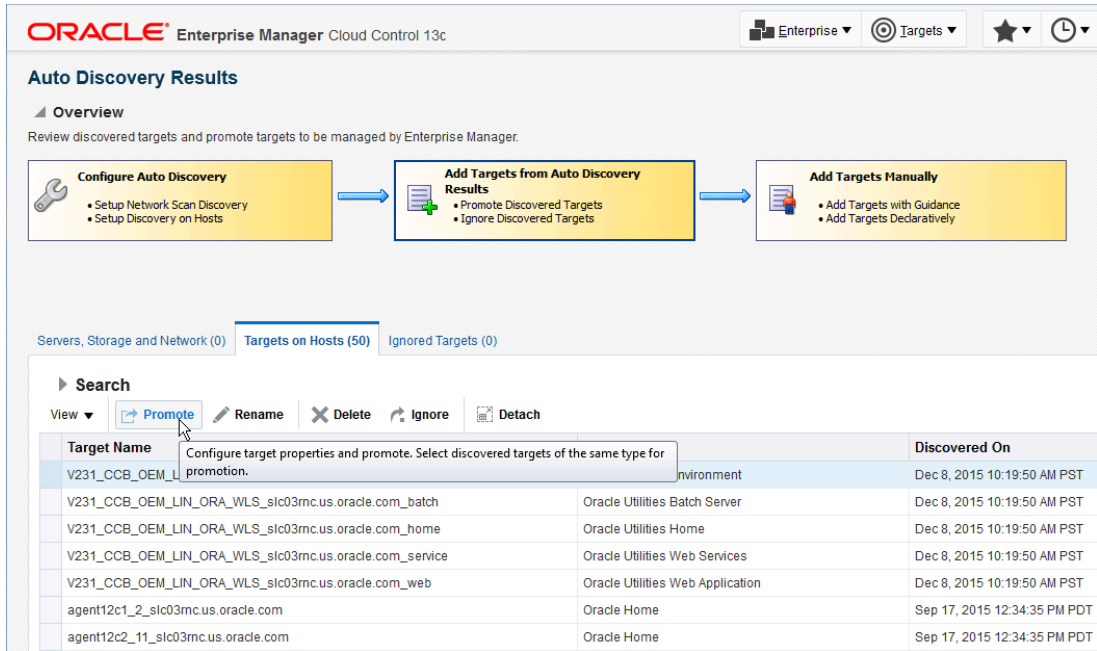 ORACLE® Enterprise Manager Cloud Control 13c
Enterprise ▼ Targets ▼
Auto Discovery Results
Overview
Review discovered targets and promote targets to be managed by Enterprise Manager.
Configure Auto Discovery
• Setup Network Scan Discovery
• Setup Discovery on Hosts
Add Targets from Auto Discovery
Results
• Promote Discovered Targets
• Ignore Discovered Targets
Add Targets Manually
• Add Targets with Guidance
• Add Targets Declaratively
Servers, Storage and Network (0) Targets on Hosts (50) Ignored Targets (0)
Search
View ▼ Promote Rename Delete Ignore Detach
Target Name Discovered On
Configure target properties and promote. Select discovered targets of the same type for
promotion.
V231_CCB_OEM_L nvironment Dec 8, 2015 10:19:50 AM PST
V231_CCB_OEM_LIN_ORA_WLS_slc03rnc.us.oracle.com_batch Oracle Utilities Batch Server Dec 8, 2015 10:19:50 AM PST
V231_CCB_OEM_LIN_ORA_WLS_slc03rnc.us.oracle.com_home Oracle Utilities Home Dec 8, 2015 10:19:50 AM PST
V231_CCB_OEM_LIN_ORA_WLS_slc03rnc.us.oracle.com_service Oracle Utilities Web Services Dec 8, 2015 10:19:50 AM PST
V231_CCB_OEM_LIN_ORA_WLS_slc03rnc.us.oracle.com_web Oracle Utilities Web Application Dec 8, 2015 10:19:50 AM PST
agent12c1_2_slc03rnc.us.oracle.com Oracle Home Sep 17, 2015 12:34:35 PM PDT
agent12c2_11_slc03rnc.us.oracle.com Oracle Home Sep 17, 2015 12:34:35 PM PDT